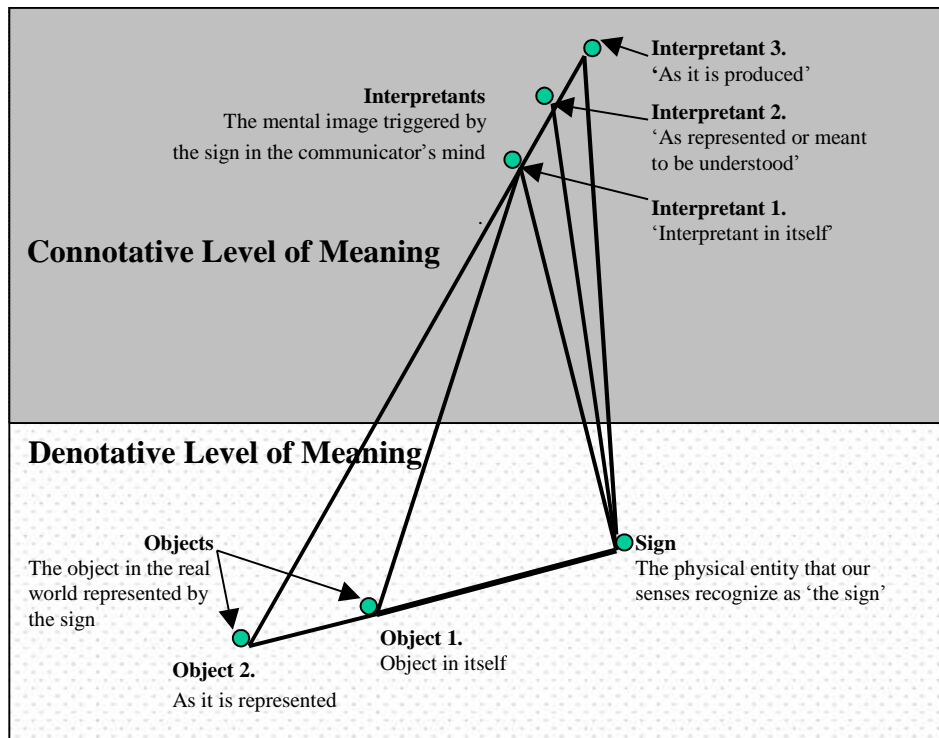 Interpretants
The mental image triggered by
the sign in the communicator’s mind
Interpretant 3.
‘As it is produced’
Interpretant 2.
‘As represented or meant
to be understood’
Interpretant 1.
‘Interpretant in itself’
Connotative Level of Meaning
Denotative Level of Meaning
Objects
The object in the real
world represented by
the sign
Sign
The physical entity that our
senses recognize as ‘the sign’
Object 1.
Object in itself
Object 2.
As it is represented